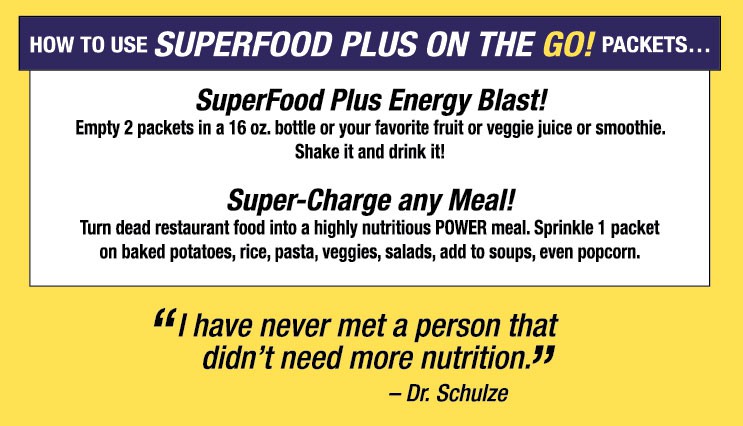 HOW TO USE SUPERFOOD PLUS ON THE GO! PACKETS...
SuperFood Plus Energy Blast!
Empty 2 packets in a 16 oz. bottle or your favorite fruit or veggie juice or smoothie.
Shake it and drink it!
Super-Charge any Meal!
Turn dead restaurant food into a highly nutritious POWER meal. Sprinkle 1 packet
on baked potatoes, rice, pasta, veggies, salads, add to soups, even popcorn.
“I have never met a person that
didn’t need more nutrition.”
– Dr. Schulze